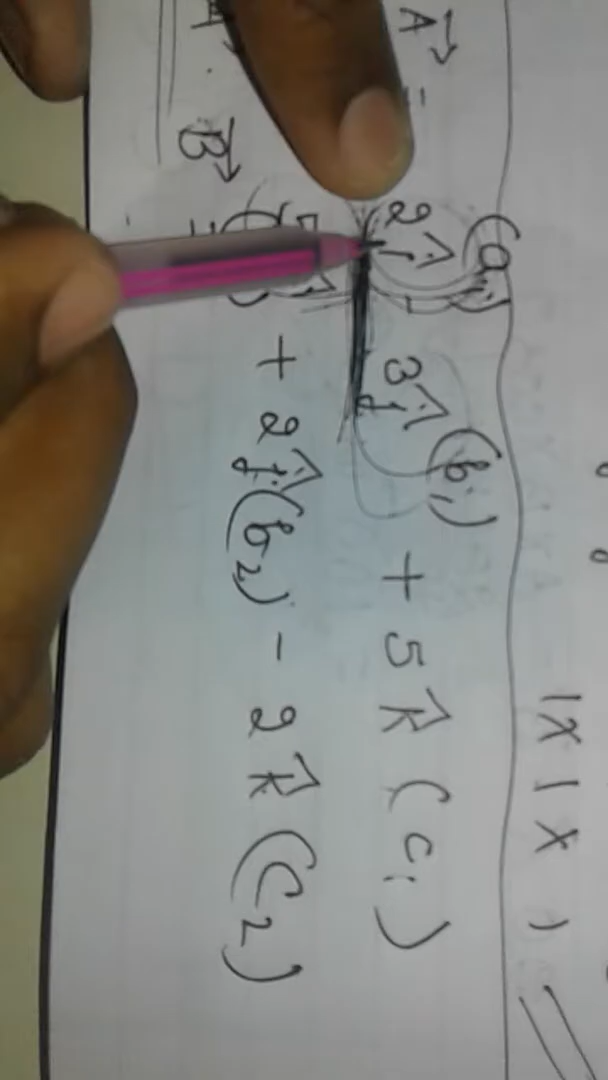 1 x 1 x )
A⃗ = 2î (a₁) - 3ĵ (b₁) + 5k̂ (c₁)
B⃗ + 2ĵ (b₂) - 2k̂ (c₂)